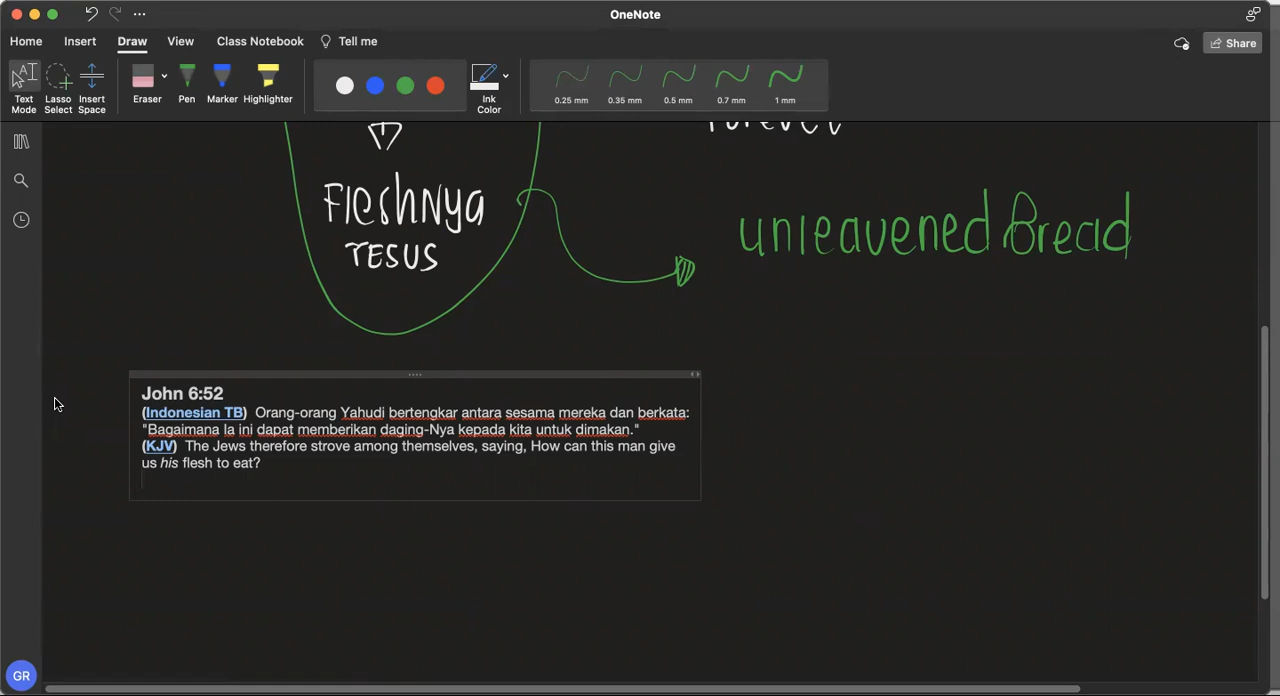 OneNote
Home Insert Draw View Class Notebook Tell me
Share
Text Mode
Lasso Select
Insert Space
Eraser
Pen
Marker
Highlighter
Ink Color
0.25 mm
0.35 mm
0.5 mm
0.7 mm
1 mm
Forever
FleshNya
JESUS
unleavened Bread
John 6:52
(Indonesian TB) Orang-orang Yahudi bertengkar antara sesama mereka dan berkata:
"Bagaimana Ia ini dapat memberikan daging-Nya kepada kita untuk dimakan."
(KJV) The Jews therefore strove among themselves, saying, How can this man give
us his flesh to eat?
GR